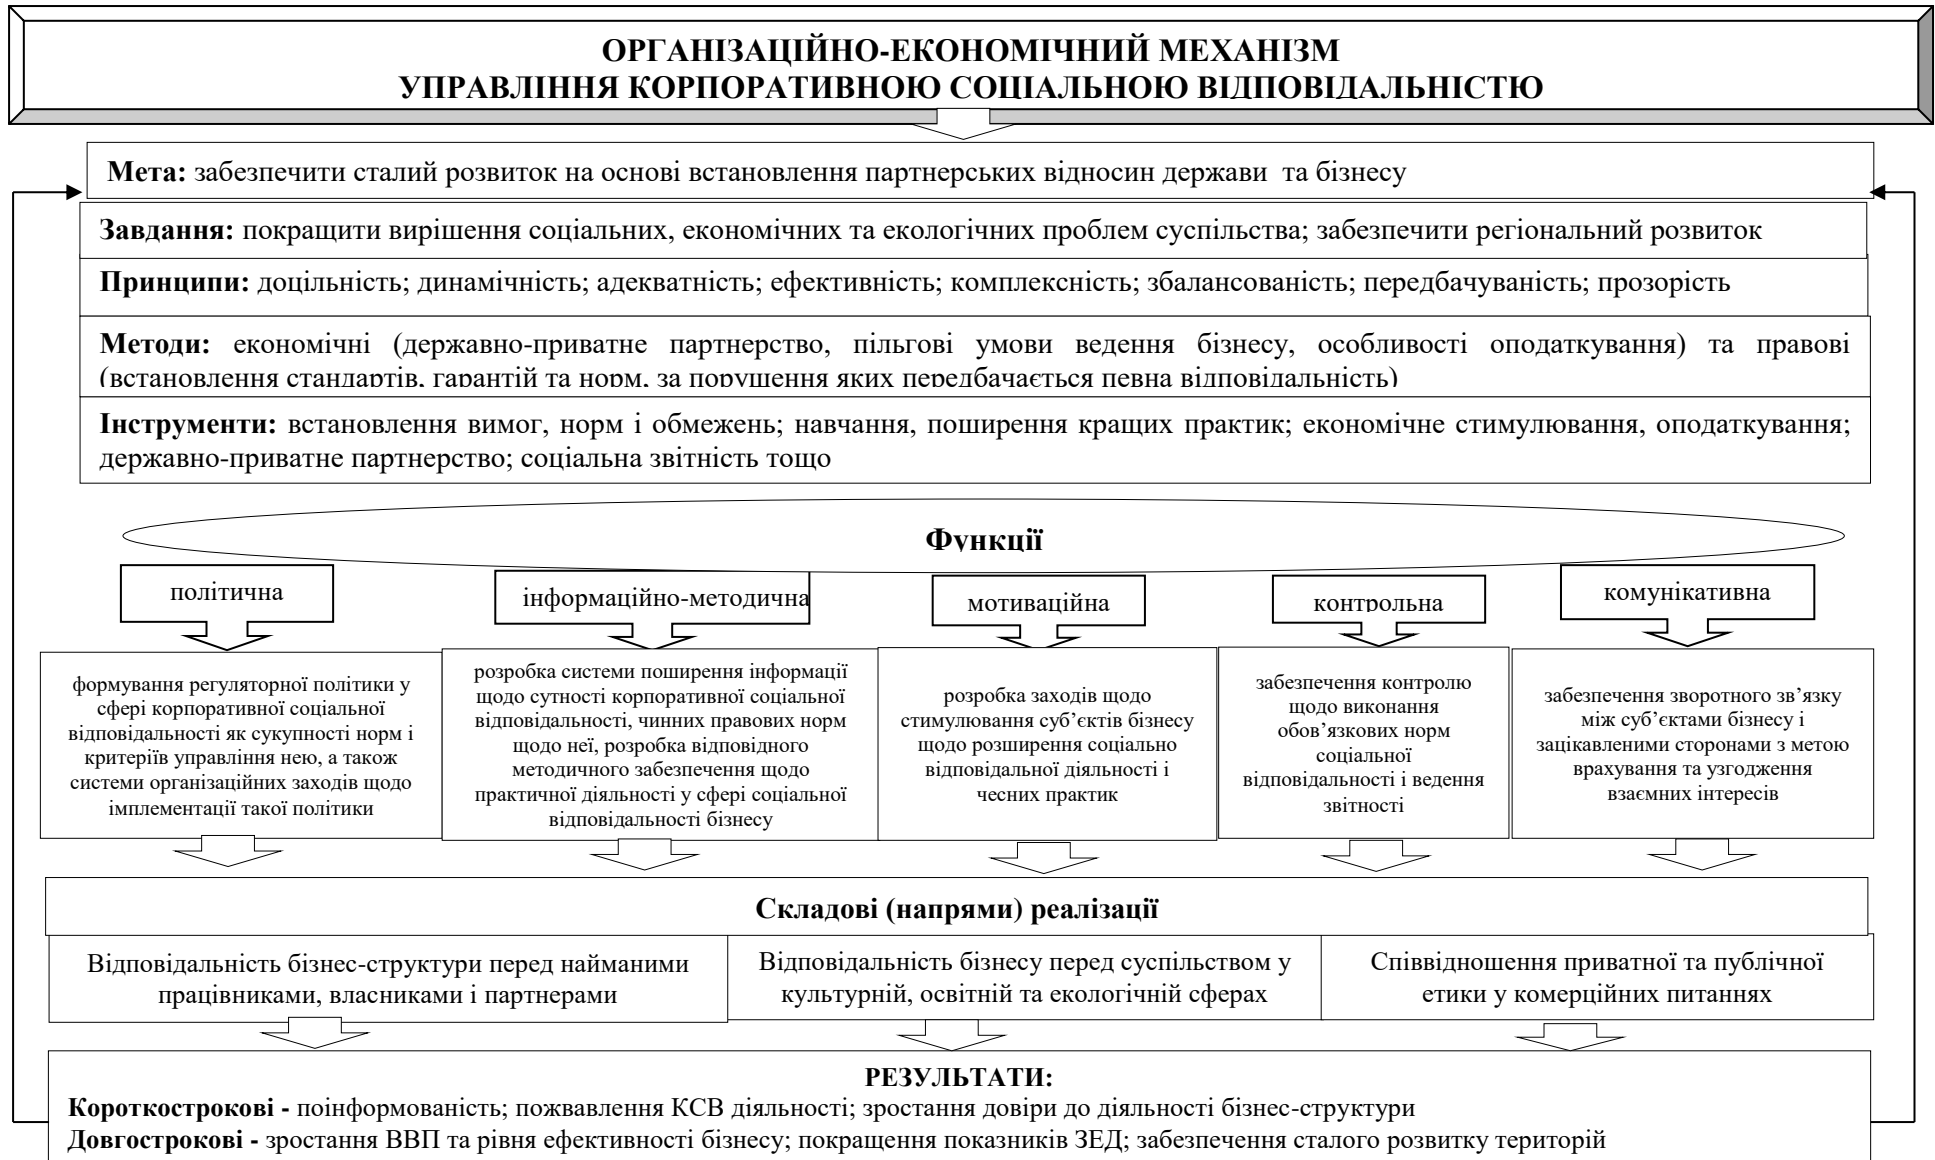 ОРГАНІЗАЦІЙНО-ЕКОНОМІЧНИЙ МЕХАНІЗМ
УПРАВЛІННЯ КОРПОРАТИВНОЮ СОЦІАЛЬНОЮ ВІДПОВІДАЛЬНІСТЮ
Мета: забезпечити сталий розвиток на основі встановлення партнерських відносин держави та бізнесу
Завдання: покращити вирішення соціальних, економічних та екологічних проблем суспільства; забезпечити регіональний розвиток
Принципи: доцільність; динамічність; адекватність; ефективність; комплексність; збалансованість; передбачуваність; прозорість
Методи: економічні (державно-приватне партнерство, пільгові умови ведення бізнесу, особливості оподаткування) та правові
(встановлення стандартів, гарантій та норм, за порушення яких передбачається певна відповідальність)
Інструменти: встановлення вимог, норм і обмежень; навчання, поширення кращих практик; економічне стимулювання, оподаткування;
державно-приватне партнерство; соціальна звітність тощо
Функції
політична
інформаційно-методична
мотиваційна
контрольна
комунікативна
формування регуляторної політики у
сфері корпоративної соціальної
відповідальності як сукупності норм і
критеріїв управління нею, а також
системи організаційних заходів щодо
імплементації такої політики
розробка системи поширення інформації
щодо сутності корпоративної соціальної
відповідальності, чинних правових норм
щодо неї, розробка відповідного
методичного забезпечення щодо
практичної діяльності у сфері соціальної
відповідальності бізнесу
розробка заходів щодо
стимулювання суб’єктів бізнесу
щодо розширення соціально
відповідальної діяльності і
чесних практик
забезпечення контролю
щодо виконання
обов’язкових норм
соціальної
відповідальності і ведення
звітності
забезпечення зворотного зв’язку
між суб’єктами бізнесу і
зацікавленими сторонами з метою
врахування та узгодження
взаємних інтересів
Складові (напрями) реалізації
Відповідальність бізнес-структури перед найманими
працівниками, власниками і партнерами
Відповідальність бізнесу перед суспільством у
культурній, освітній та екологічній сферах
Співвідношення приватної та публічної
етики у комерційних питаннях
РЕЗУЛЬТАТИ:
Короткострокові - поінформованість; пожвавлення КСВ діяльності; зростання довіри до діяльності бізнес-структури
Довгострокові - зростання ВВП та рівня ефективності бізнесу; покращення показників ЗЕД; забезпечення сталого розвитку територій